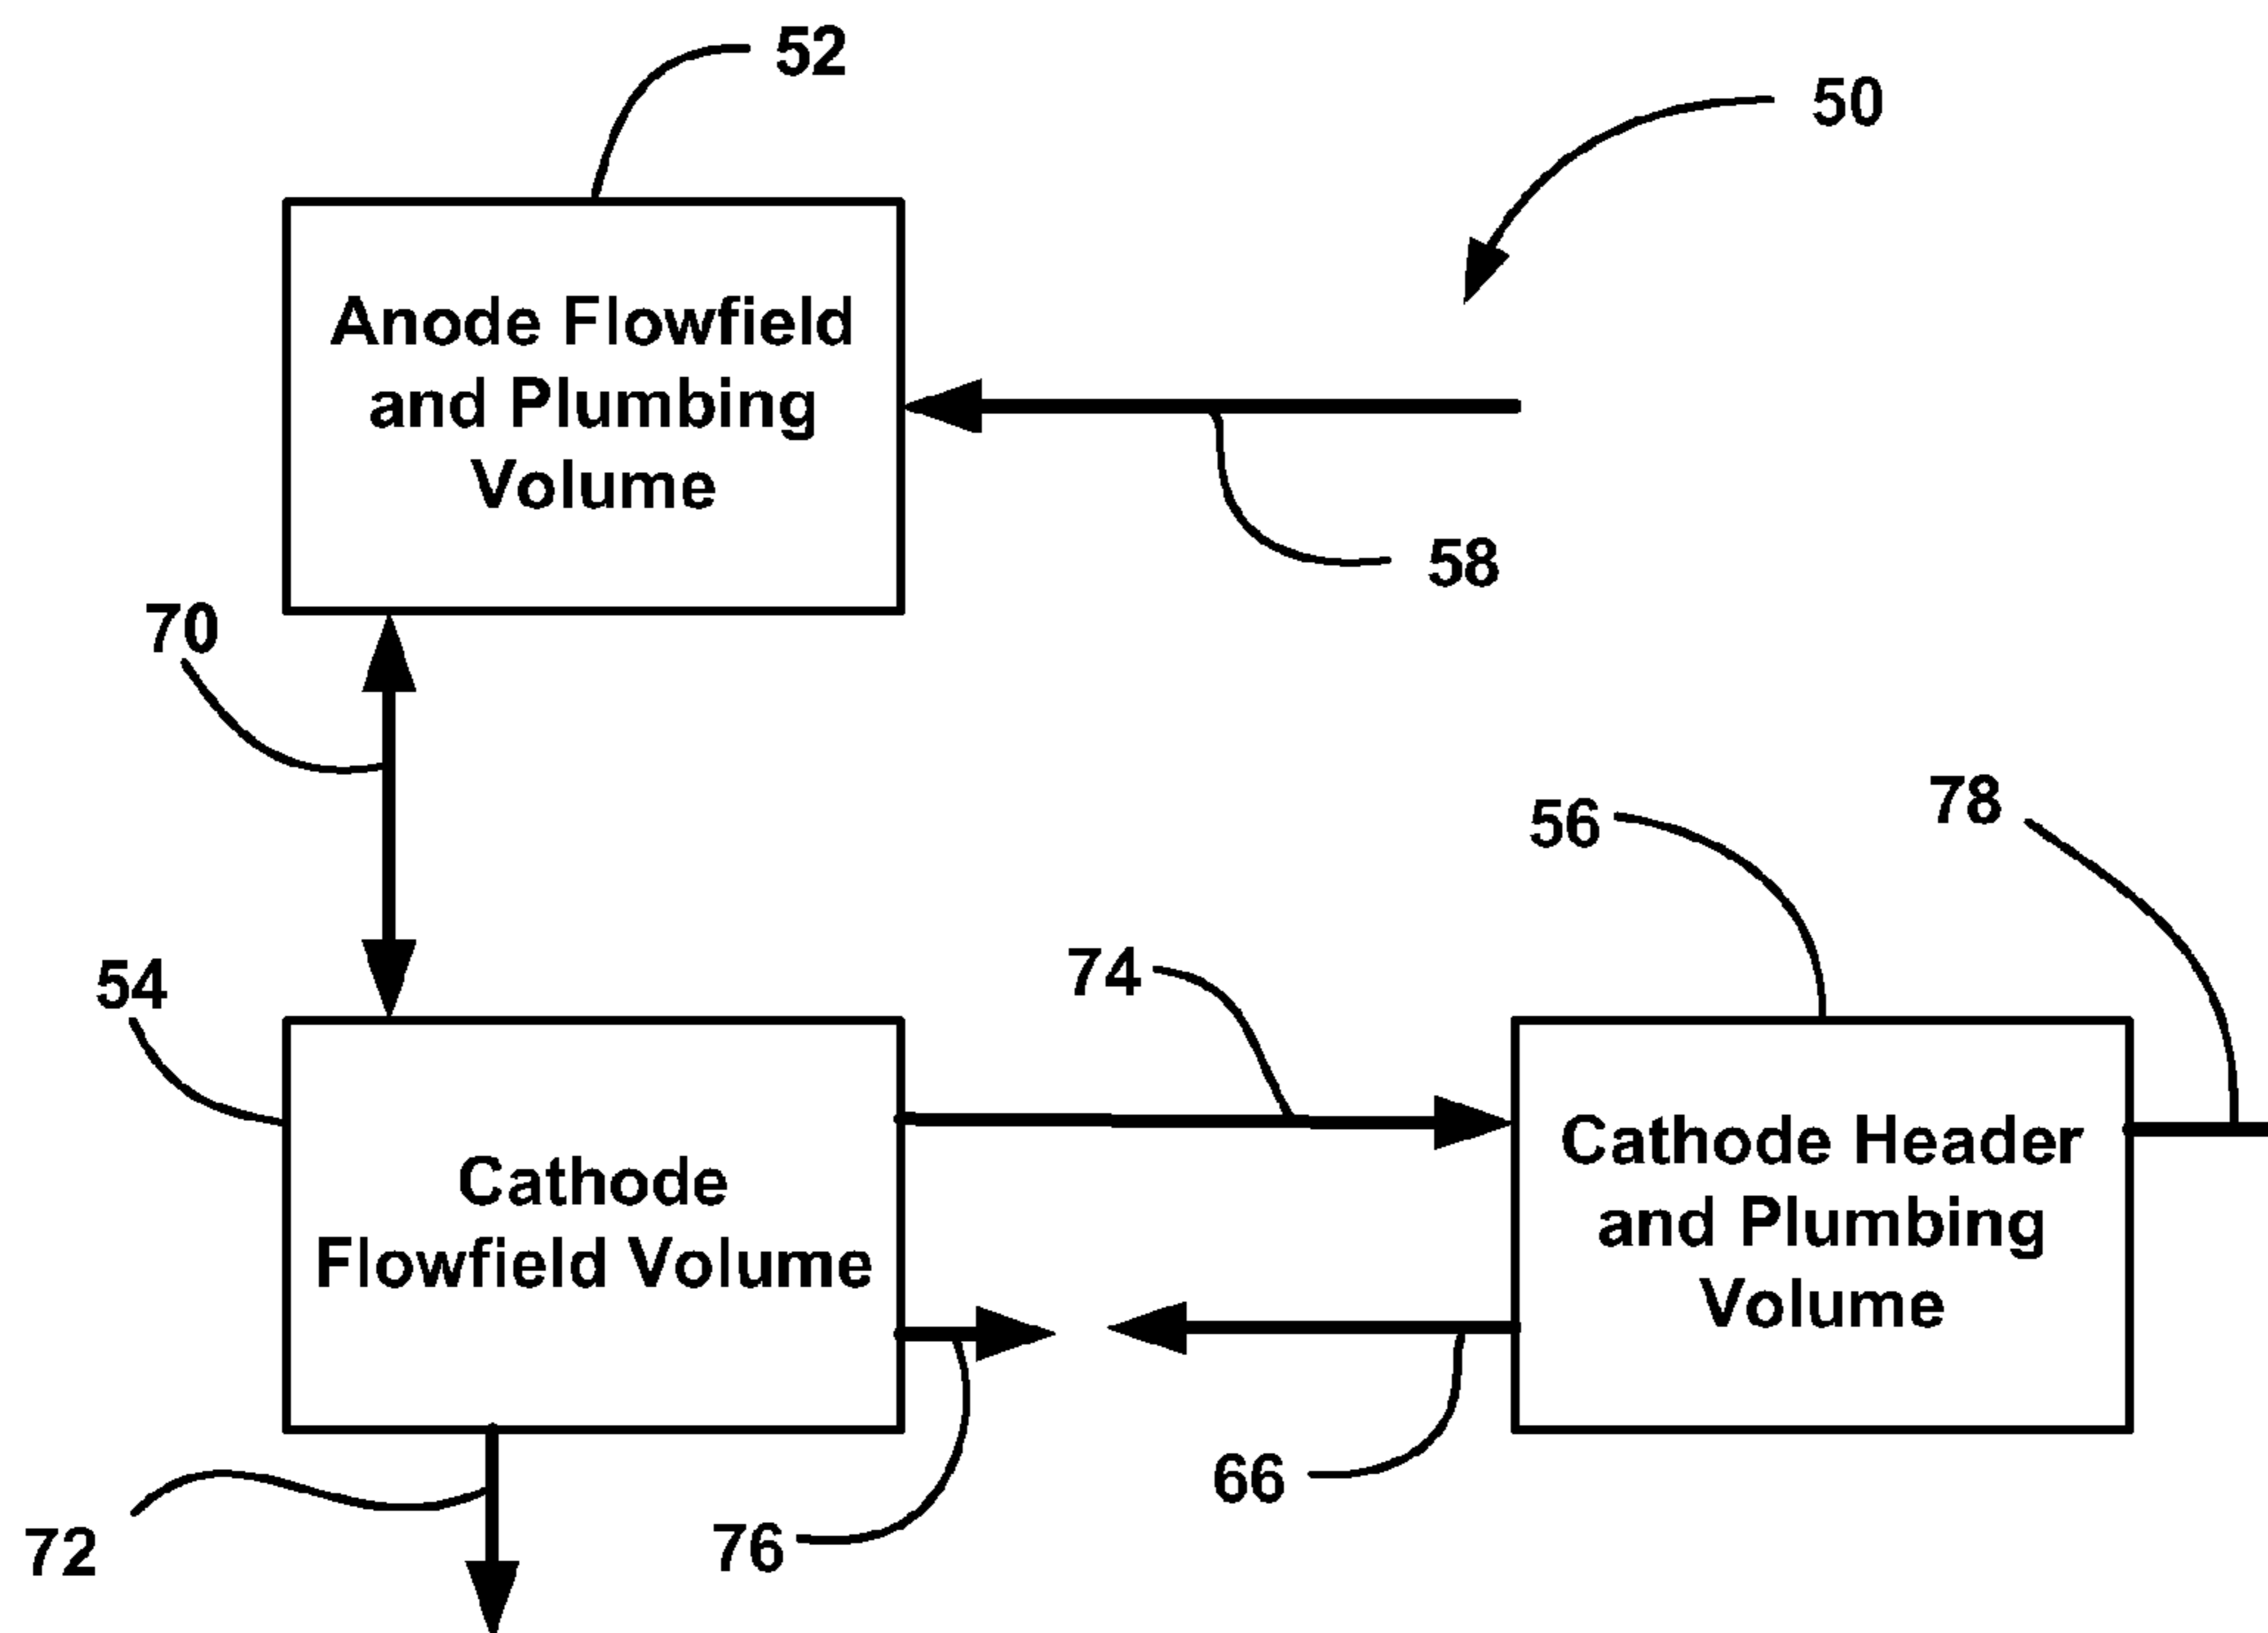 52
50
Anode Flowfield
and Plumbing
Volume
58
70
78
56
74
54
Cathode Header
and Plumbing
Volume
Cathode
Flowfield Volume
66
76
72